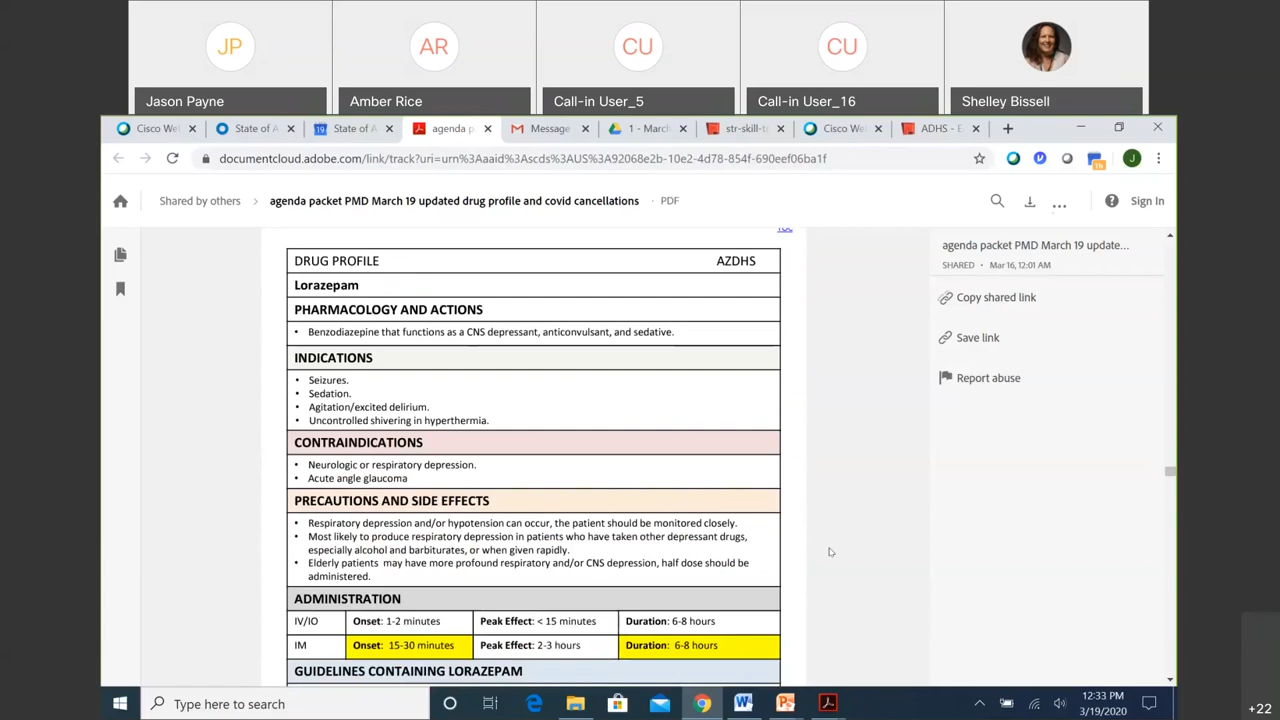 JP
AR
CU
CU
Jason Payne
Amber Rice
Call-in User_5
Call-in User_16
Shelley Bissell
Cisco We
State of A
State of A
agenda p
Message
1 - March
str-skill-t
Cisco We
ADHS - E
documentcloud.adobe.com/link/track?uri=urn%3Aaaid%3Ascds%3AUS%3A92068e2b-10e2-4d78-854f-690eef06ba1f
J
Shared by others
agenda packet PMD March 19 updated drug profile and covid cancellations
PDF
Sign In
TOC
agenda packet PMD March 19 update...
SHARED • Mar 16, 12:01 AM
Copy shared link
Save link
Report abuse
DRUG PROFILE AZDHS
Lorazepam
PHARMACOLOGY AND ACTIONS
• Benzodiazepine that functions as a CNS depressant, anticonvulsant, and sedative.
INDICATIONS
• Seizures.
• Sedation.
• Agitation/excited delirium.
• Uncontrolled shivering in hyperthermia.
CONTRAINDICATIONS
• Neurologic or respiratory depression.
• Acute angle glaucoma
PRECAUTIONS AND SIDE EFFECTS
• Respiratory depression and/or hypotension can occur, the patient should be monitored closely.
• Most likely to produce respiratory depression in patients who have taken other depressant drugs,
especially alcohol and barbiturates, or when given rapidly.
• Elderly patients may have more profound respiratory and/or CNS depression, half dose should be
administered.
ADMINISTRATION
IV/IO Onset: 1-2 minutes Peak Effect: < 15 minutes Duration: 6-8 hours
IM Onset: 15-30 minutes Peak Effect: 2-3 hours Duration: 6-8 hours
GUIDELINES CONTAINING LORAZEPAM
Type here to search
12:33 PM
3/19/2020
+22